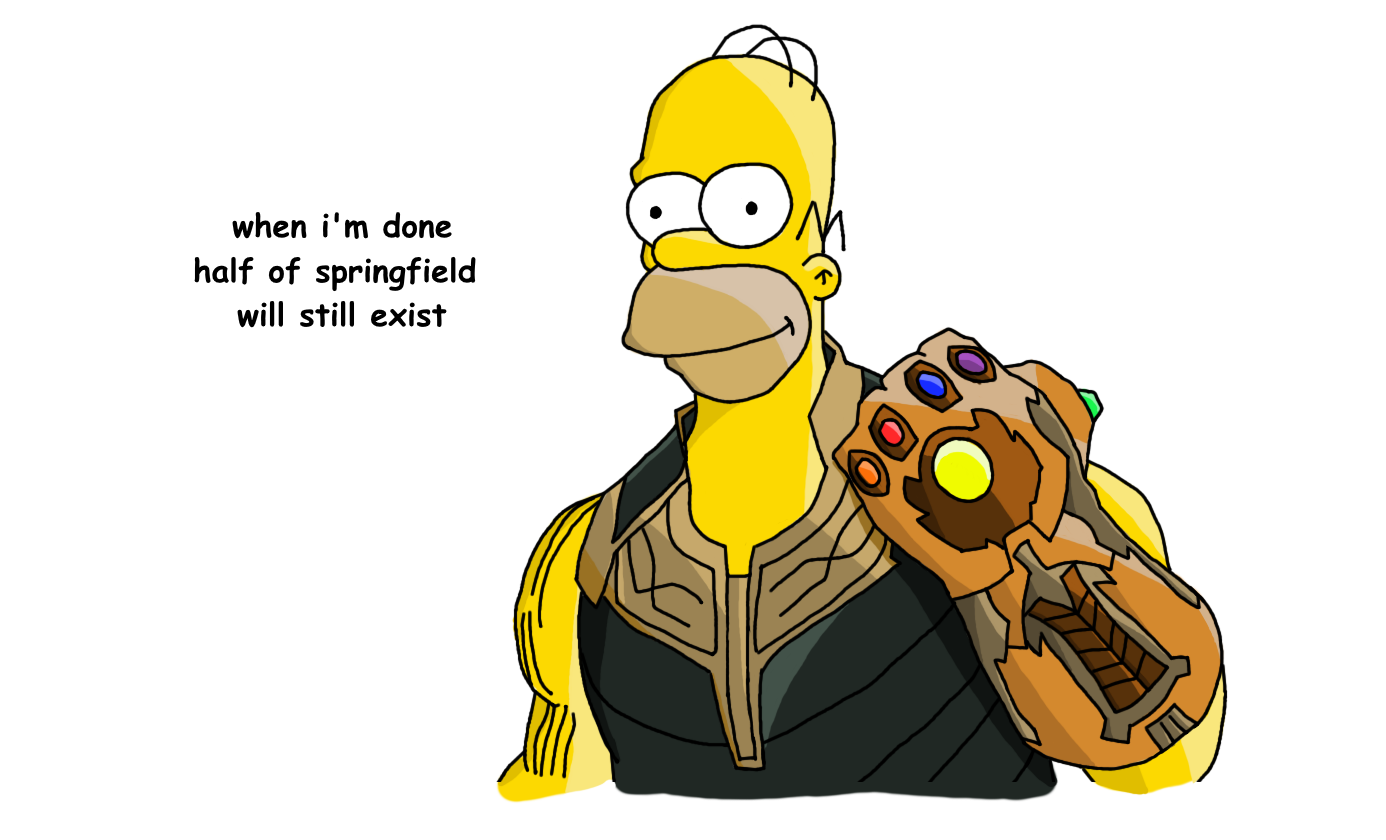 when i'm done
half of springfield
will still exist